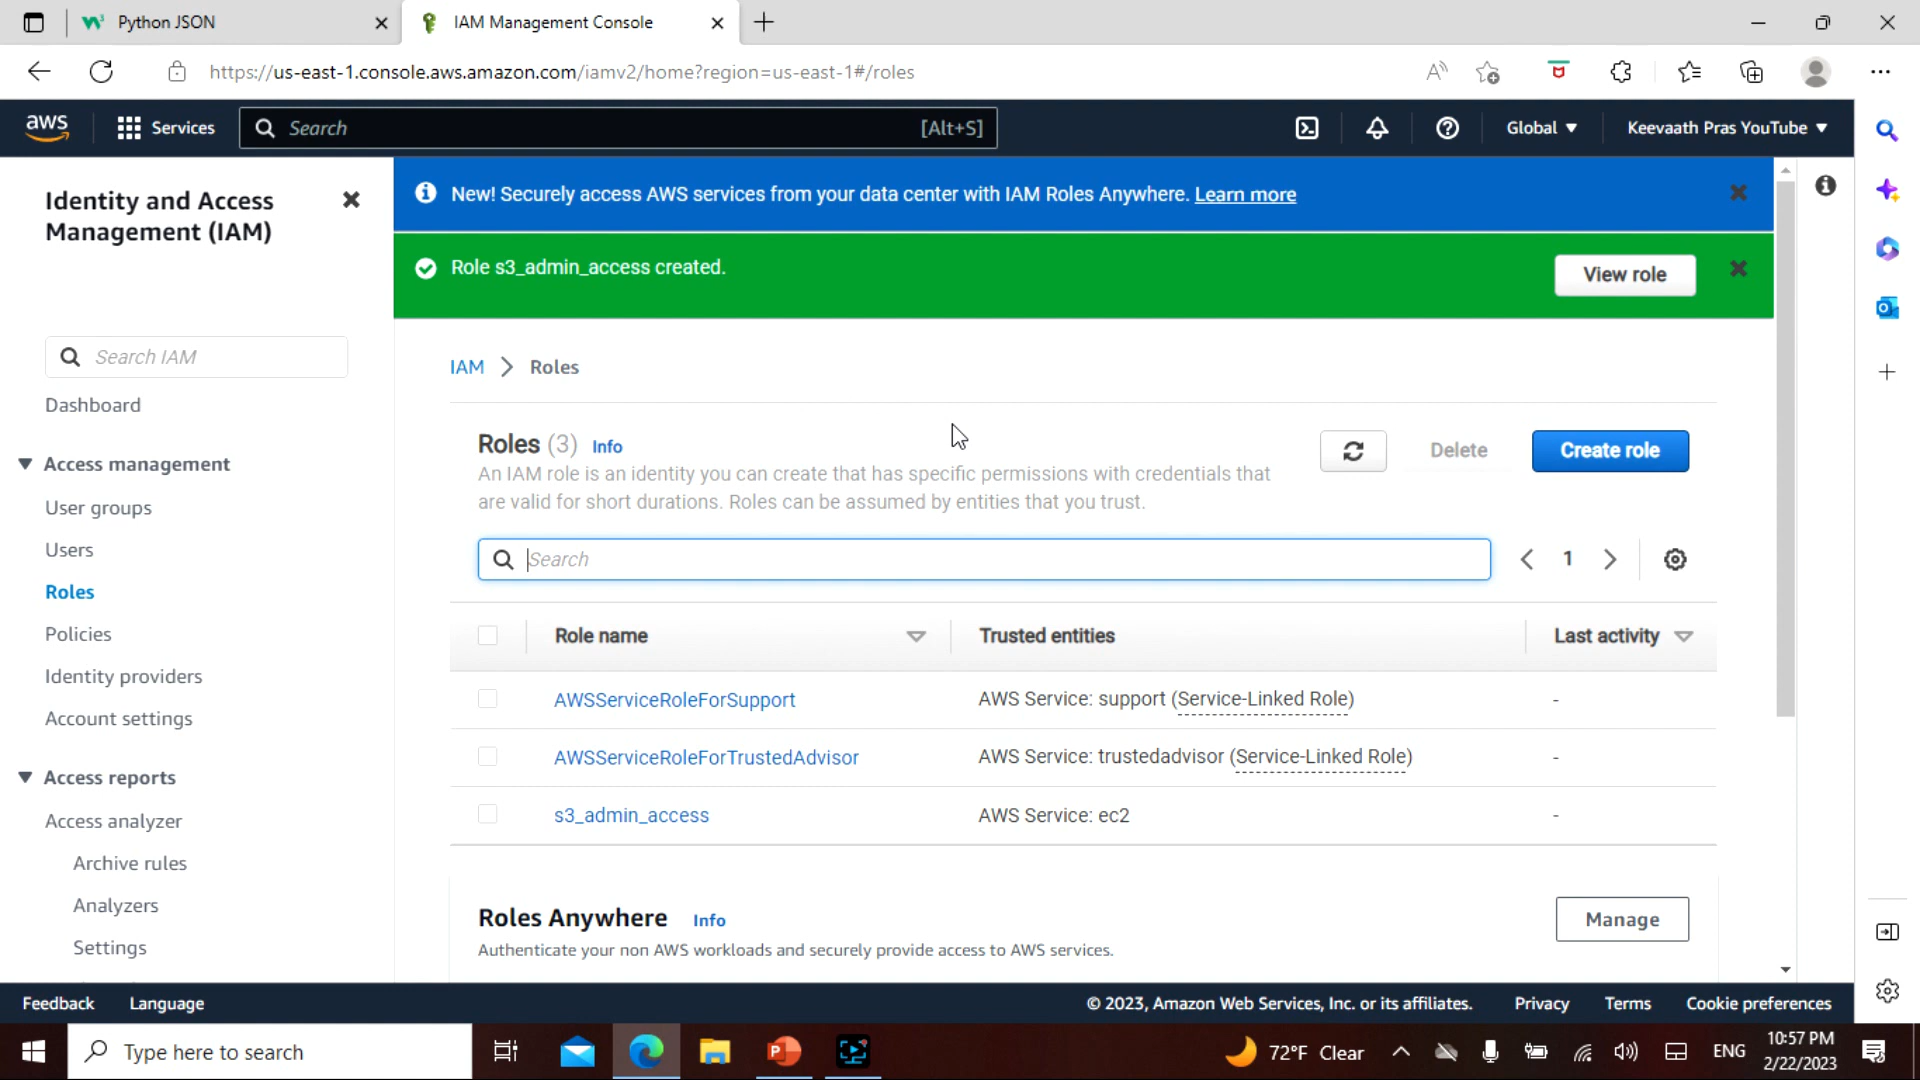 Python JSON
IAM Management Console
https://us-east-1.console.aws.amazon.com/iamv2/home?region=us-east-1#/roles
aws
Services
Search
[Alt+S]
Global
Keevaath Pras YouTube
Identity and Access
Management (IAM)
Search IAM
Dashboard
Access management
User groups
Users
Roles
Policies
Identity providers
Account settings
Access reports
Access analyzer
Archive rules
Analyzers
Settings
New! Securely access AWS services from your data center with IAM Roles Anywhere. Learn more
Role s3_admin_access created.
View role
IAM > Roles
Roles (3) Info
An IAM role is an identity you can create that has specific permissions with credentials that
are valid for short durations. Roles can be assumed by entities that you trust.
Delete
Create role
Search
1
Role name
Trusted entities
Last activity
AWSServiceRoleForSupport
AWS Service: support (Service-Linked Role)
-
AWSServiceRoleForTrustedAdvisor
AWS Service: trustedadvisor (Service-Linked Role)
-
s3_admin_access
AWS Service: ec2
-
Roles Anywhere Info
Authenticate your non AWS workloads and securely provide access to AWS services.
Manage
Feedback
Language
© 2023, Amazon Web Services, Inc. or its affiliates.
Privacy
Terms
Cookie preferences
Type here to search
72°F Clear
ENG
10:57 PM
2/22/2023